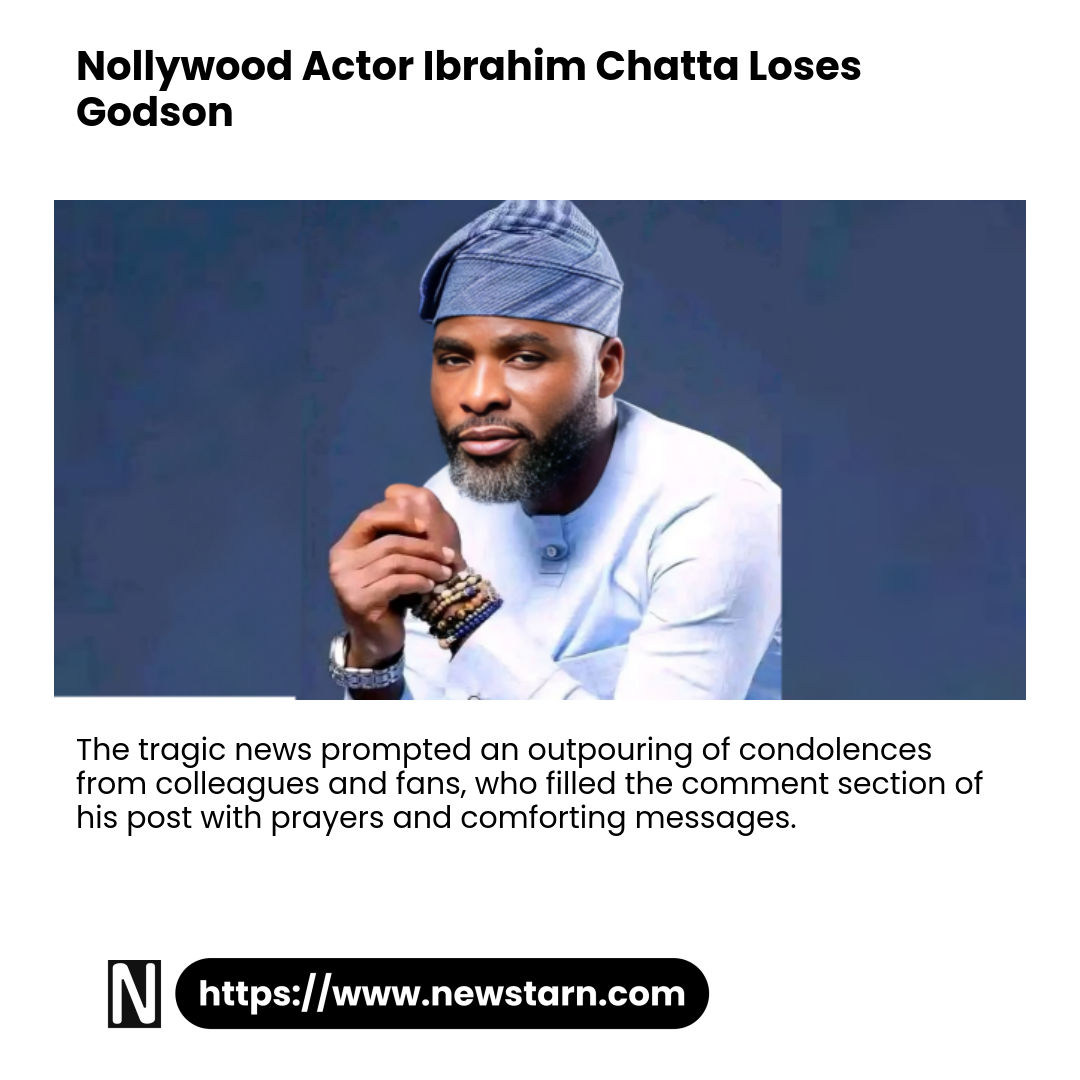 Nollywood Actor Ibrahim Chatta Loses
Godson
The tragic news prompted an outpouring of condolences
from colleagues and fans, who filled the comment section of
his post with prayers and comforting messages.
N
https://www.newstarn.com